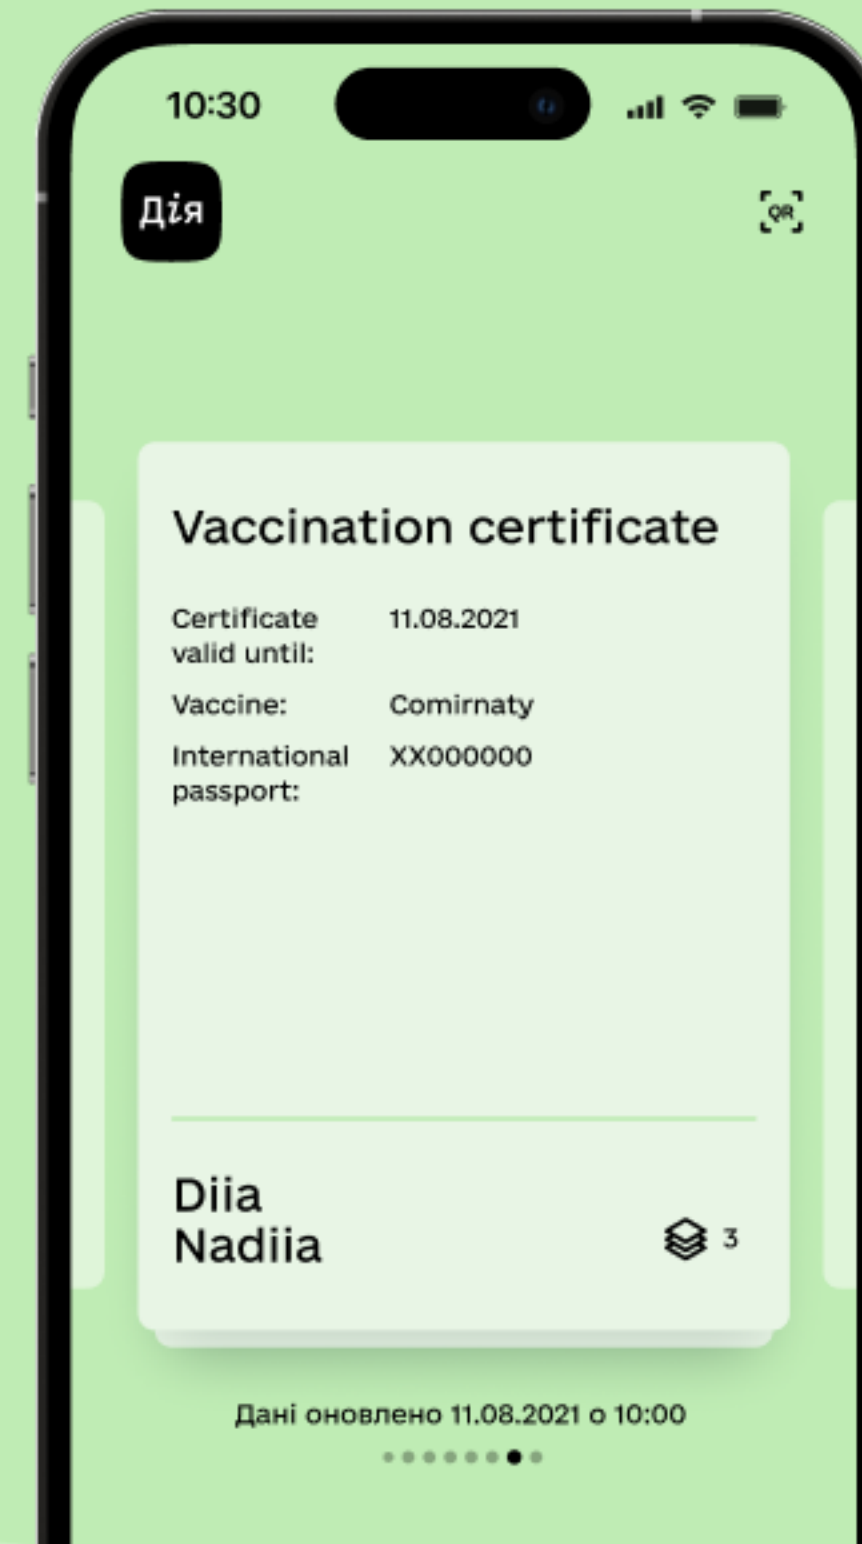 10:30
Дія
QR
Vaccination certificate
Certificate 11.08.2021
valid until:
Vaccine: Comirnaty
International XX000000
passport:
Diia
Nadiia
3
Дані оновлено 11.08.2021 о 10:00